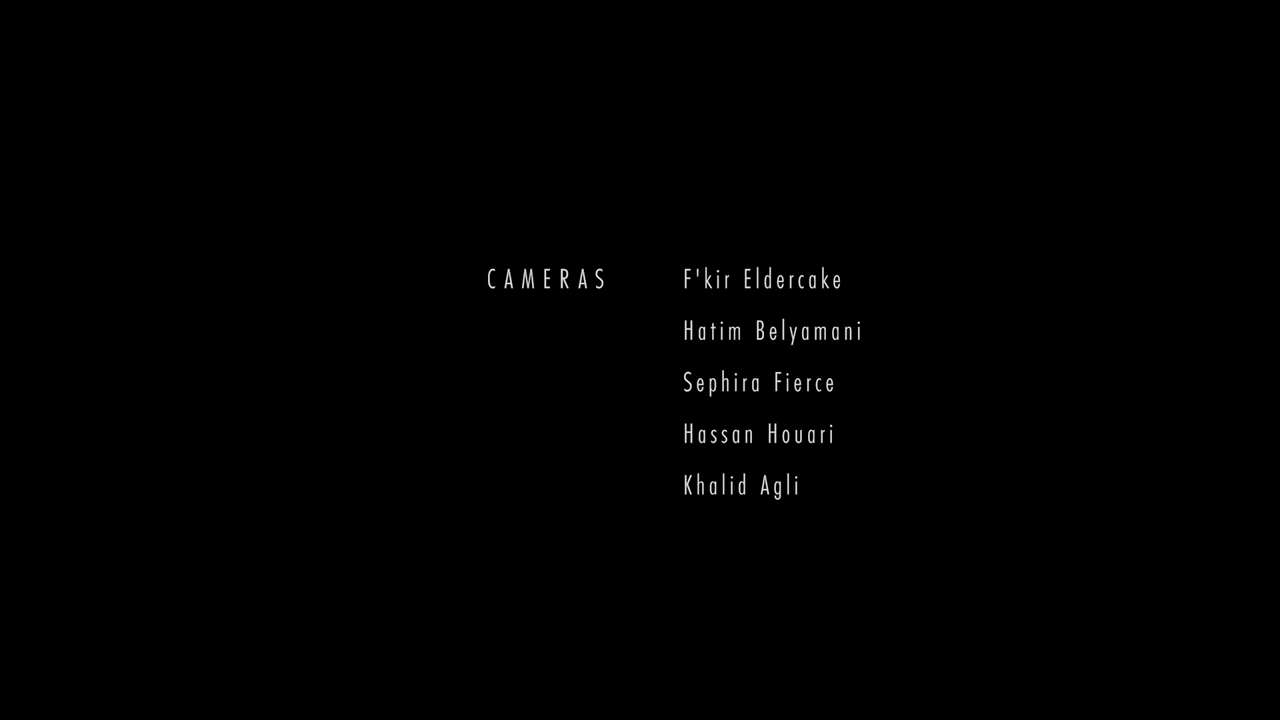 CAMERAS F'kir Eldercake
Hatim Belyamani
Sephira Fierce
Hassan Houari
Khalid Agli